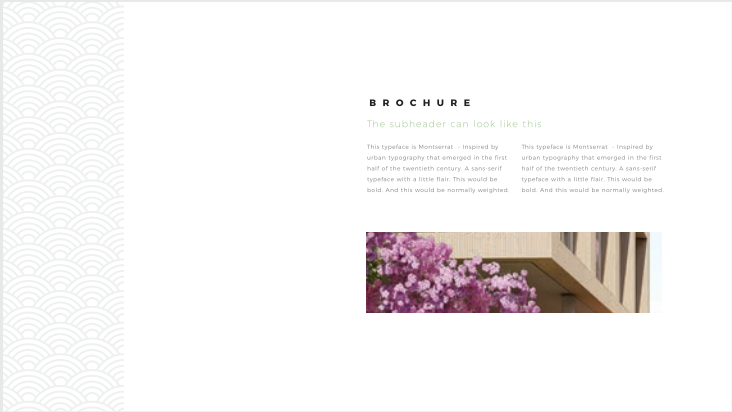 BROCHURE
The subheader can look like this
This typeface is Montserrat - Inspired by
urban typography that emerged in the first
half of the twentieth century. A sans-serif
typeface with a little flair. This would be
bold. And this would be normally weighted.
This typeface is Montserrat - Inspired by
urban typography that emerged in the first
half of the twentieth century. A sans-serif
typeface with a little flair. This would be
bold. And this would be normally weighted.